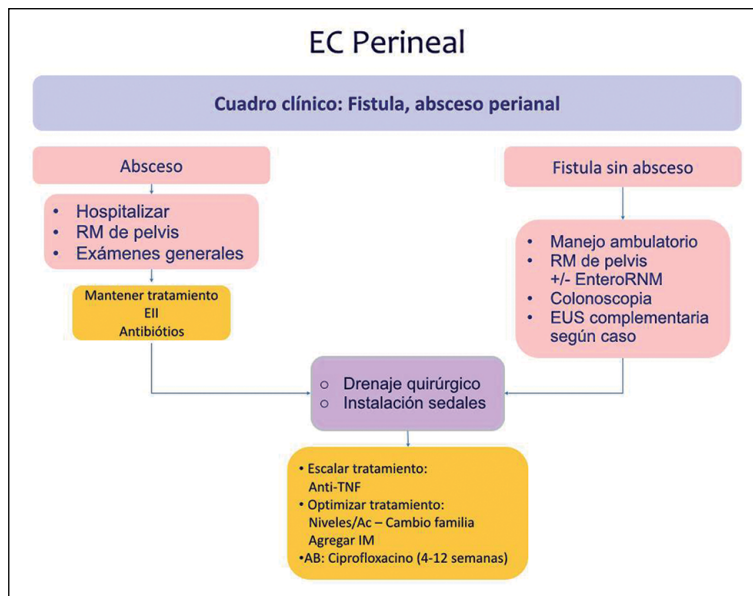 EC Perineal
Cuadro clínico: Fistula, absceso perianal
Absceso
• Hospitalizar
• RM de pelvis
• Exámenes generales
Mantener tratamiento
EII
Antibiótios
Fistula sin absceso
• Manejo ambulatorio
• RM de pelvis
+/- EnteroRNM
• Colonoscopia
• EUS complementaria
según caso
○ Drenaje quirúrgico
○ Instalación sedales
• Escalar tratamiento:
Anti-TNF
• Optimizar tratamiento:
Niveles/Ac – Cambio familia
Agregar IM
•AB: Ciprofloxacino (4-12 semanas)